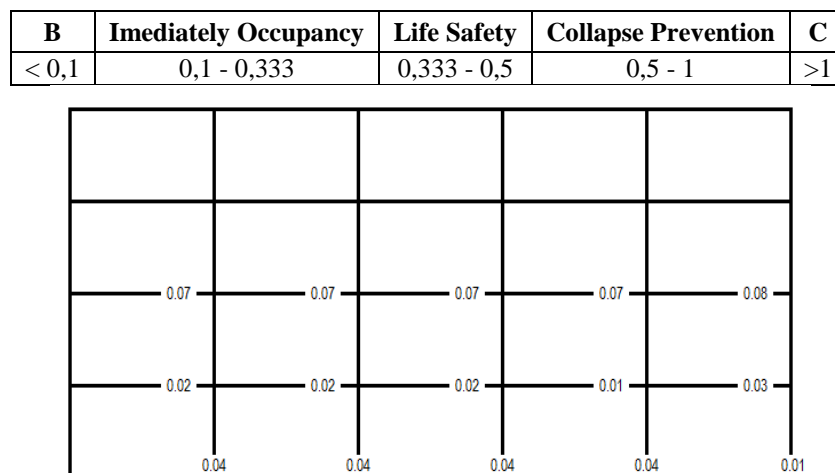 B Imediately Occupancy Life Safety Collapse Prevention C
< 0,1 0,1 - 0,333 0,333 - 0,5 0,5 - 1 >1
0.07 0.07 0.07 0.07 0.08
0.02 0.02 0.02 0.01 0.03
0.04 0.04 0.04 0.04 0.01